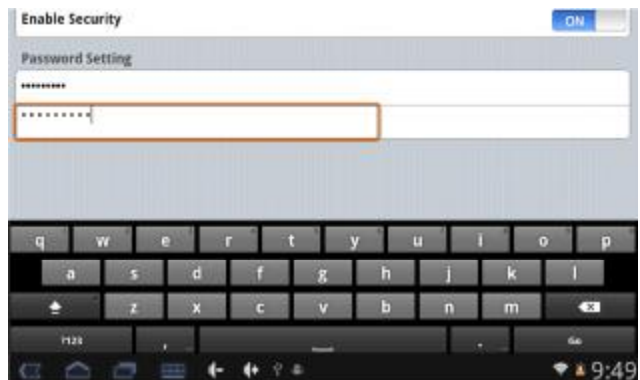 Enable Security ON
Password Setting
•••••••••
•••••••••
q w e r t y u i o p
a s d f g h j k l
z x c v b n m
?123 , . Go
9:49